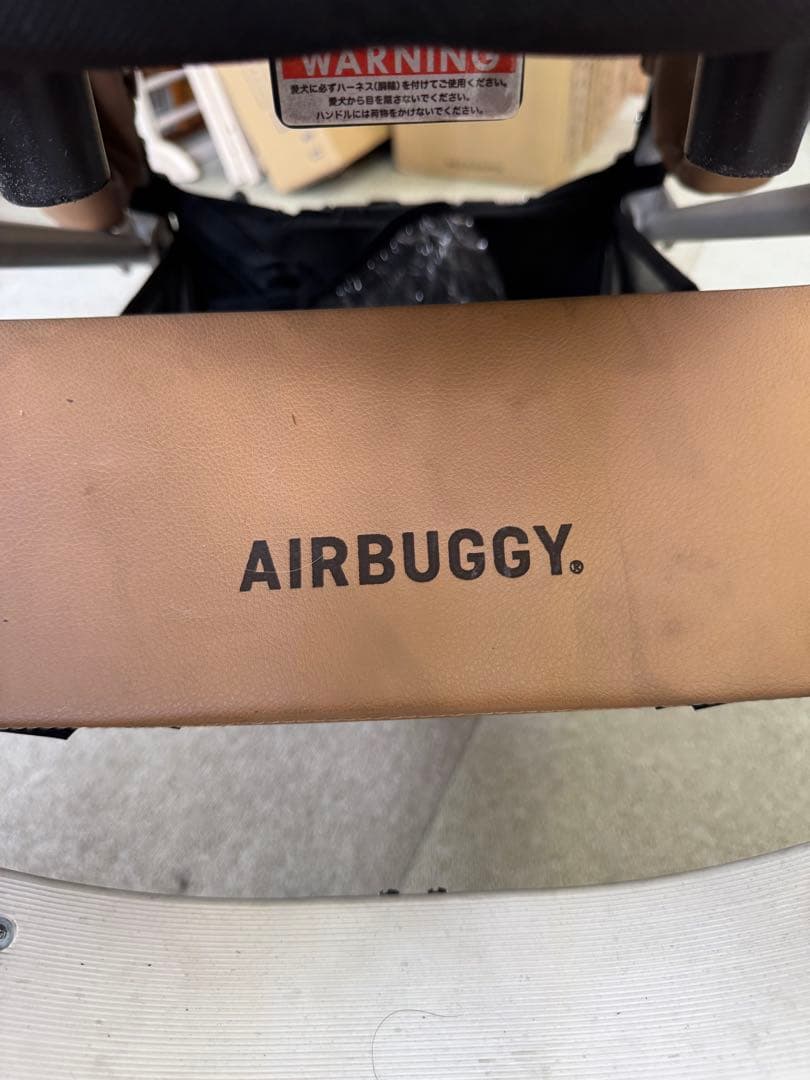 WARNING
愛犬に必ずハーネス(胴輪)を付けてご使用ください。
愛犬から目を離さないでください。
ハンドルには荷物をかけないでください。
AIRBUGGY.®